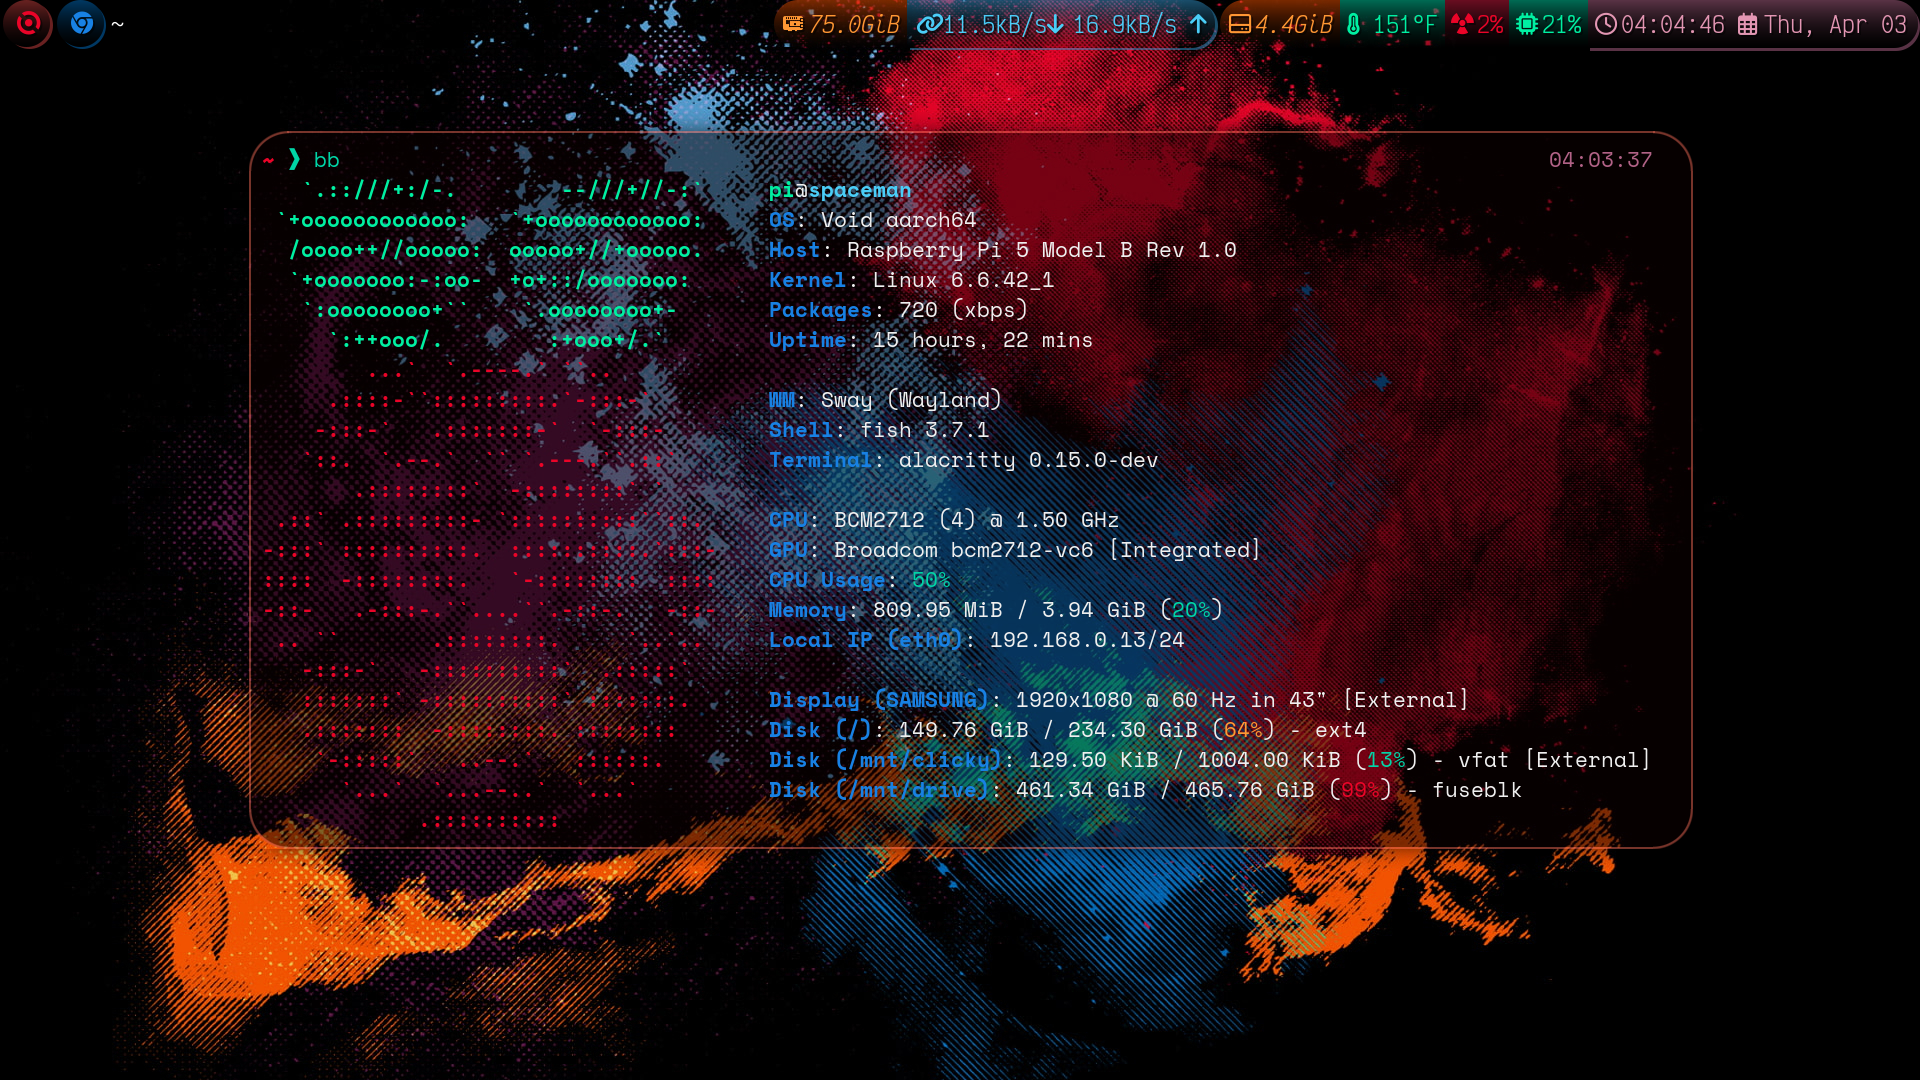 ~ 75.0GiB 11.5kB/s↓ 16.9kB/s ↑ 4.4GiB 151°F 2% 21% 04:04:46 Thu, Apr 03
~ ❯ bb 04:03:37
pi@spaceman
OS: Void aarch64
Host: Raspberry Pi 5 Model B Rev 1.0
Kernel: Linux 6.6.42_1
Packages: 720 (xbps)
Uptime: 15 hours, 22 mins
WM: Sway (Wayland)
Shell: fish 3.7.1
Terminal: alacritty 0.15.0-dev
CPU: BCM2712 (4) @ 1.50 GHz
GPU: Broadcom bcm2712-vc6 [Integrated]
CPU Usage: 50%
Memory: 809.95 MiB / 3.94 GiB (20%)
Local IP (eth0): 192.168.0.13/24
Display (SAMSUNG): 1920x1080 @ 60 Hz in 43" [External]
Disk (/): 149.76 GiB / 234.30 GiB (64%) - ext4
Disk (/mnt/clicky): 129.50 KiB / 1004.00 KiB (13%) - vfat [External]
Disk (/mnt/drive): 461.34 GiB / 465.76 GiB (99%) - fuseblk